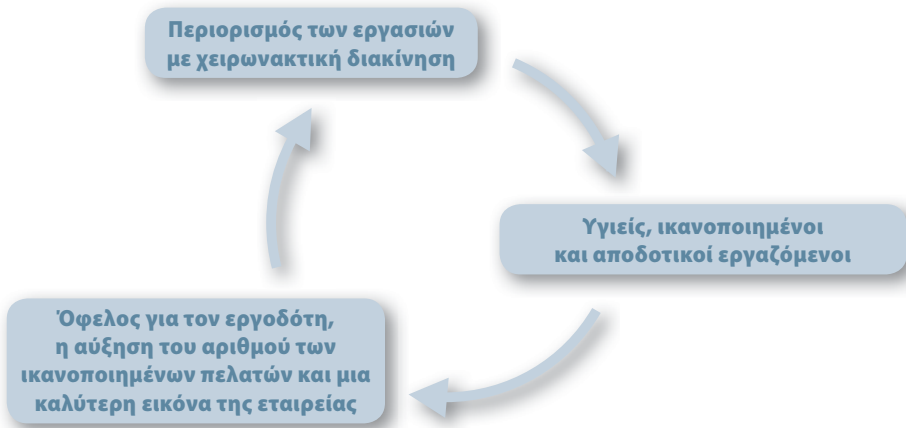 Περιορισμός των εργασιών
με χειρωνακτική διακίνηση
Υγιείς, ικανοποιημένοι
και αποδοτικοί εργαζόμενοι
Όφελος για τον εργοδότη,
η αύξηση του αριθμού των
ικανοποιημένων πελατών και μια
καλύτερη εικόνα της εταιρείας